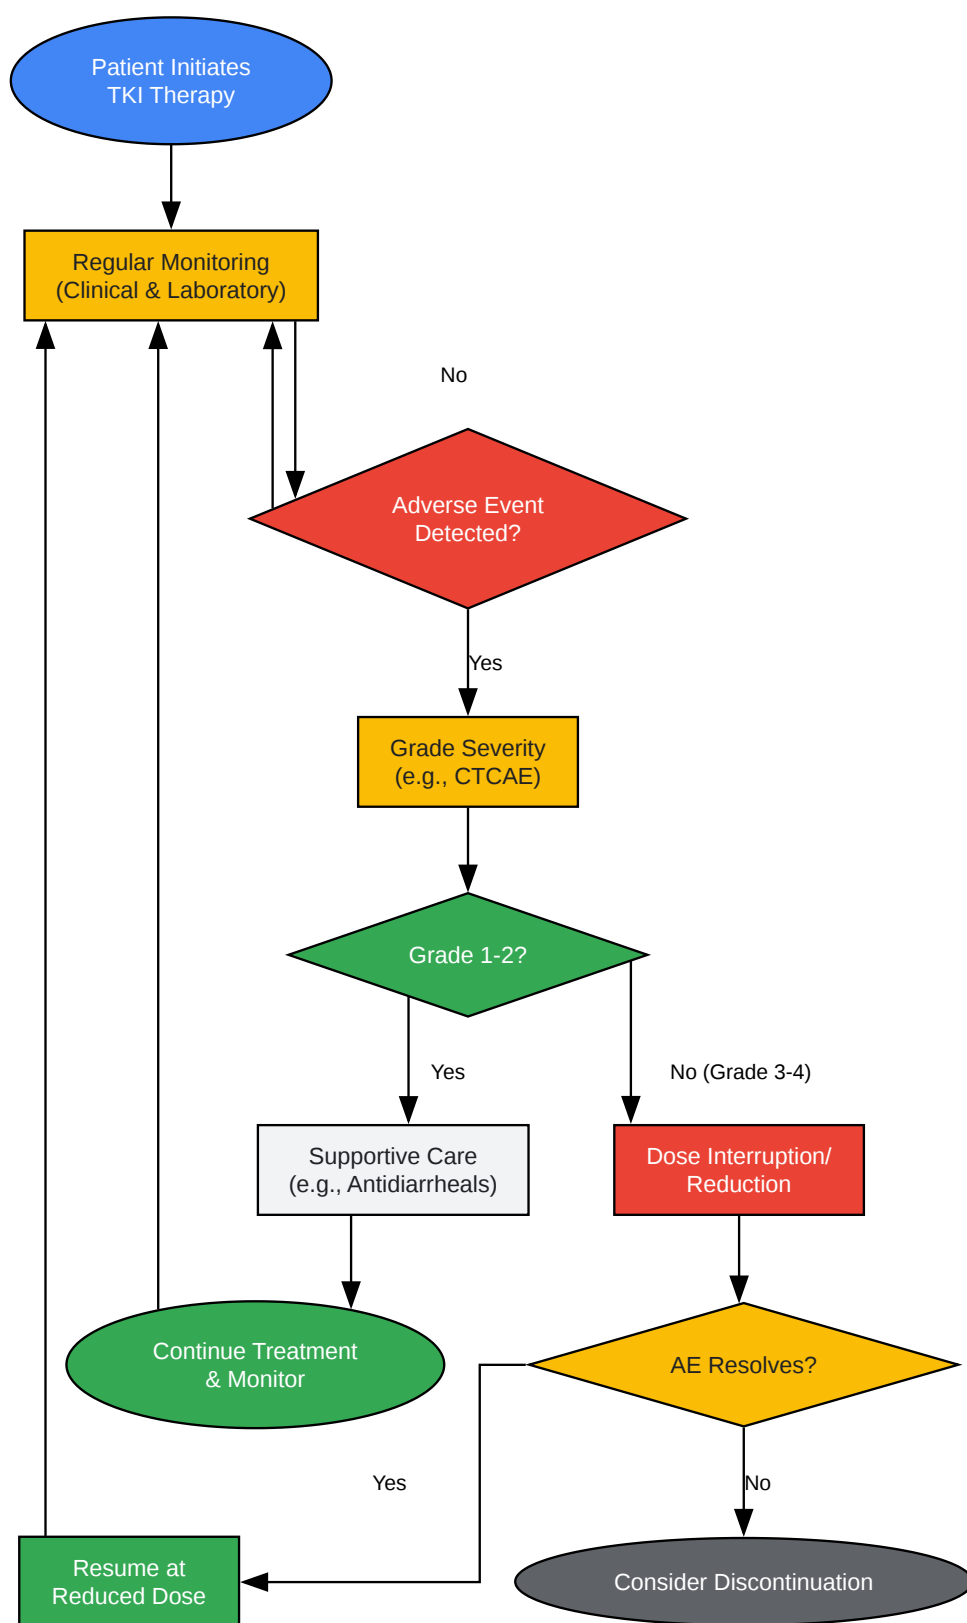 Patient Initiates
TKI Therapy
Regular Monitoring
(Clinical & Laboratory)
No
Adverse Event
Detected?
Yes
Grade Severity
(e.g., CTCAE)
Grade 1-2?
Yes
No (Grade 3-4)
Supportive Care
(e.g., Antidiarrheals)
Dose Interruption/
Reduction
Continue Treatment
& Monitor
AE Resolves?
Yes
No
Resume at
Reduced Dose
Consider Discontinuation